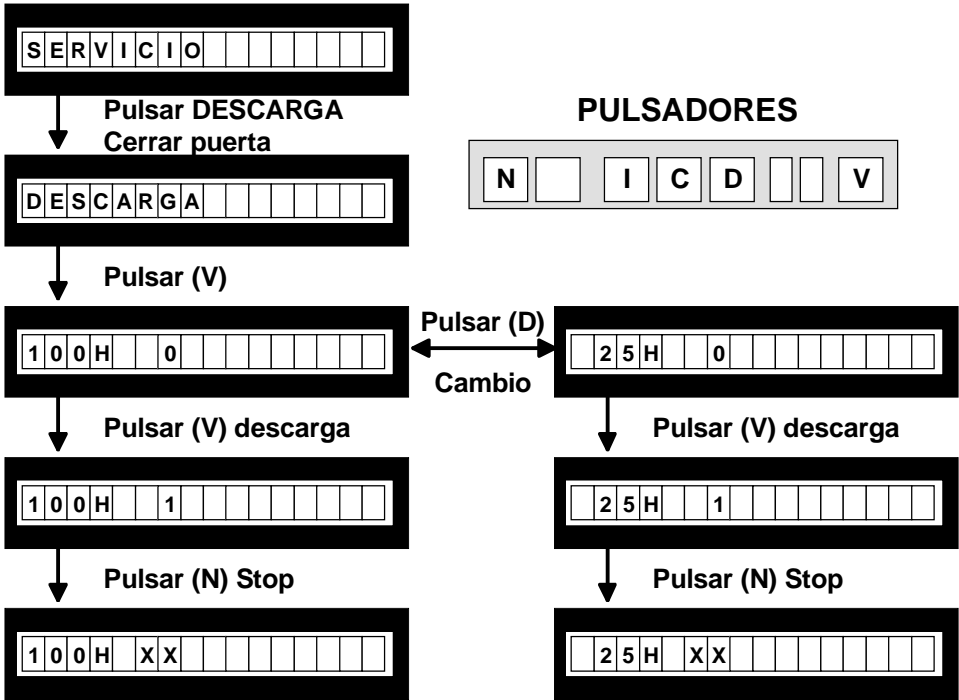 SERVICIO
Pulsar DESCARGA
Cerrar puerta
PULSADORES
N I C D V
DESCARGA
Pulsar (V)
100H 0
Pulsar (D)
Cambio
25H 0
Pulsar (V) descarga
Pulsar (V) descarga
100H 1
25H 1
Pulsar (N) Stop
Pulsar (N) Stop
100H XX
25H XX